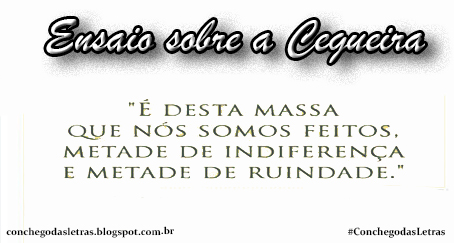 Ensaio sobre a Cegueira
"É DESTA MASSA
QUE NÓS SOMOS FEITOS,
METADE DE INDIFERENÇA
E METADE DE RUINDADE."
conchegodasletras.blogspot.com.br #ConchegodasLetras